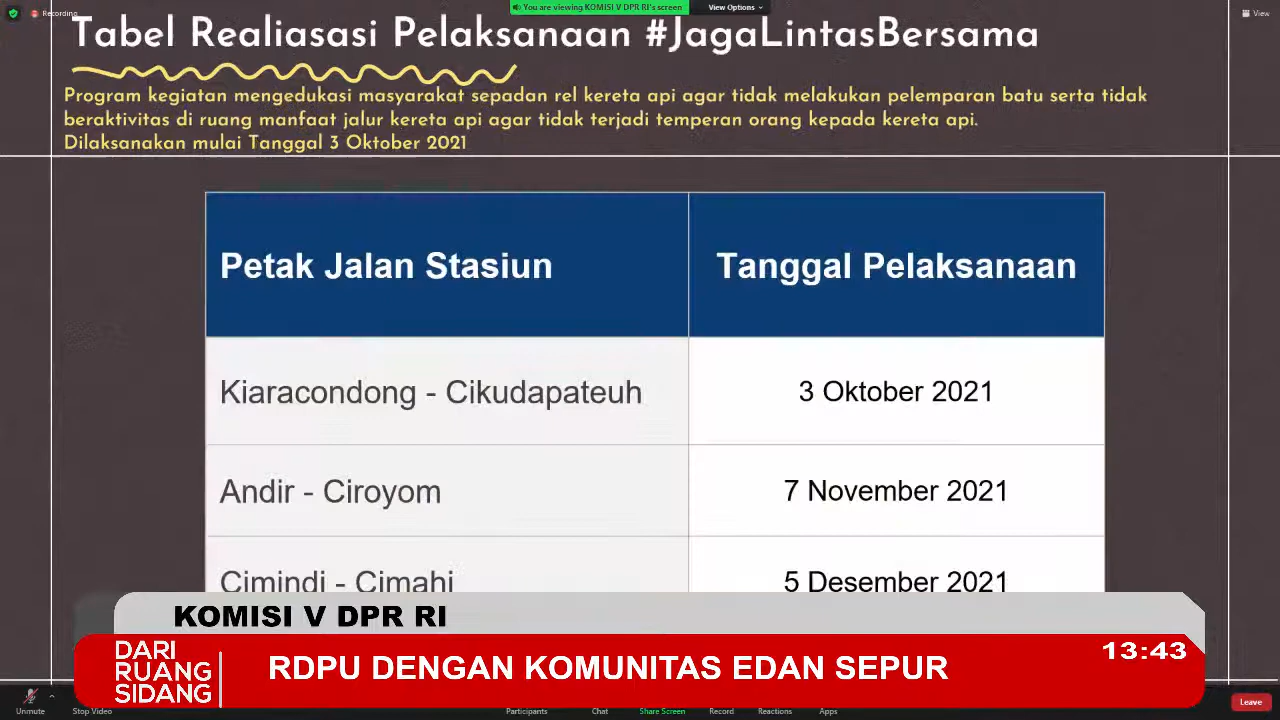 Recording
You are viewing KOMISI V DPR RI's screen
View Options
View
Tabel Realiasasi Pelaksanaan #JagaLintasBersama
Program kegiatan mengedukasi masyarakat sepadan rel kereta api agar tidak melakukan pelemparan batu serta tidak
beraktivitas di ruang manfaat jalur kereta api agar tidak terjadi temperan orang kepada kereta api.
Dilaksanakan mulai Tanggal 3 Oktober 2021
Petak Jalan Stasiun
Tanggal Pelaksanaan
Kiaracondong - Cikudapateuh
3 Oktober 2021
Andir - Ciroyom
7 November 2021
Cimindi - Cimahi
5 Desember 2021
KOMISI V DPR RI
DARI
RUANG
SIDANG
RDPU DENGAN KOMUNITAS EDAN SEPUR
13:43
Unmute
Stop Video
Participants
Chat
Share Screen
Record
Reactions
Apps
Leave